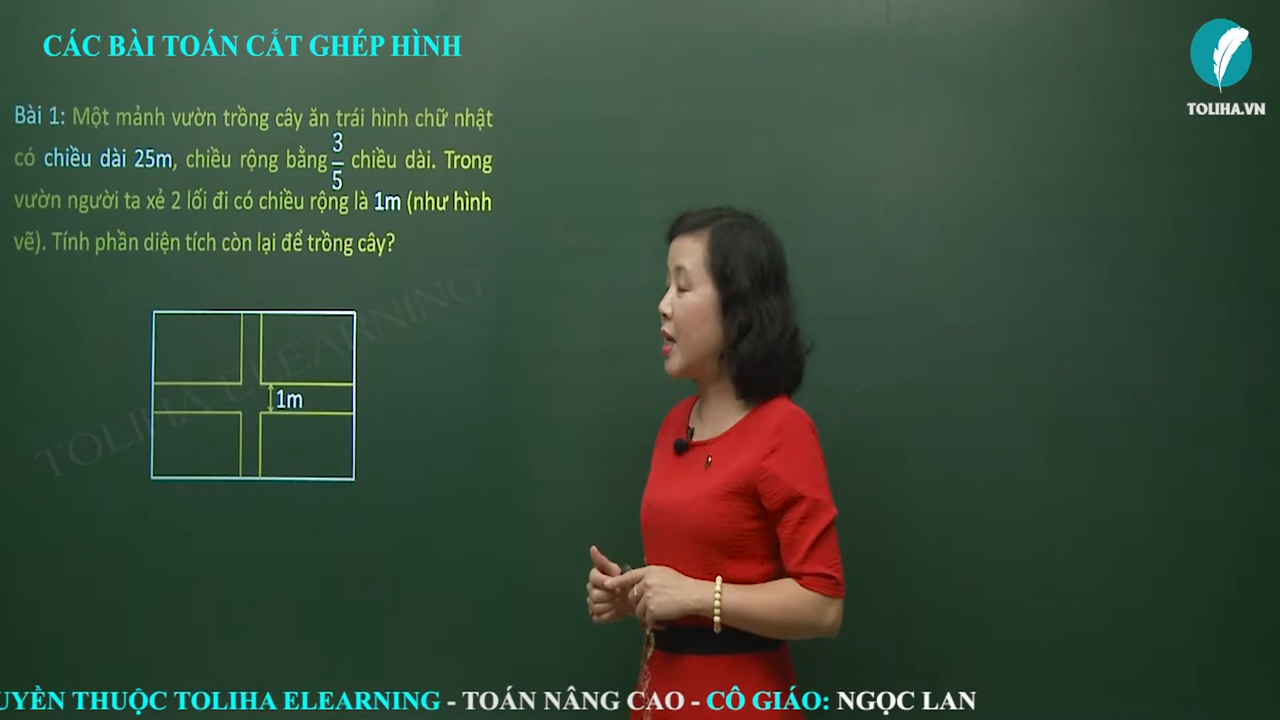 CÁC BÀI TOÁN CẮT GHÉP HÌNH
TOLIHA.VN
Bài 1: Một mảnh vườn trồng cây ăn trái hình chữ nhật
có chiều dài 25m, chiều rộng bằng 3/5 chiều dài. Trong
vườn người ta xẻ 2 lối đi có chiều rộng là 1m (như hình
vẽ). Tính phần diện tích còn lại để trồng cây?
1m
TOLIHA ELEARNING
UYỀN THUỘC TOLIHA ELEARNING - TOÁN NÂNG CAO - CÔ GIÁO: NGỌC LAN